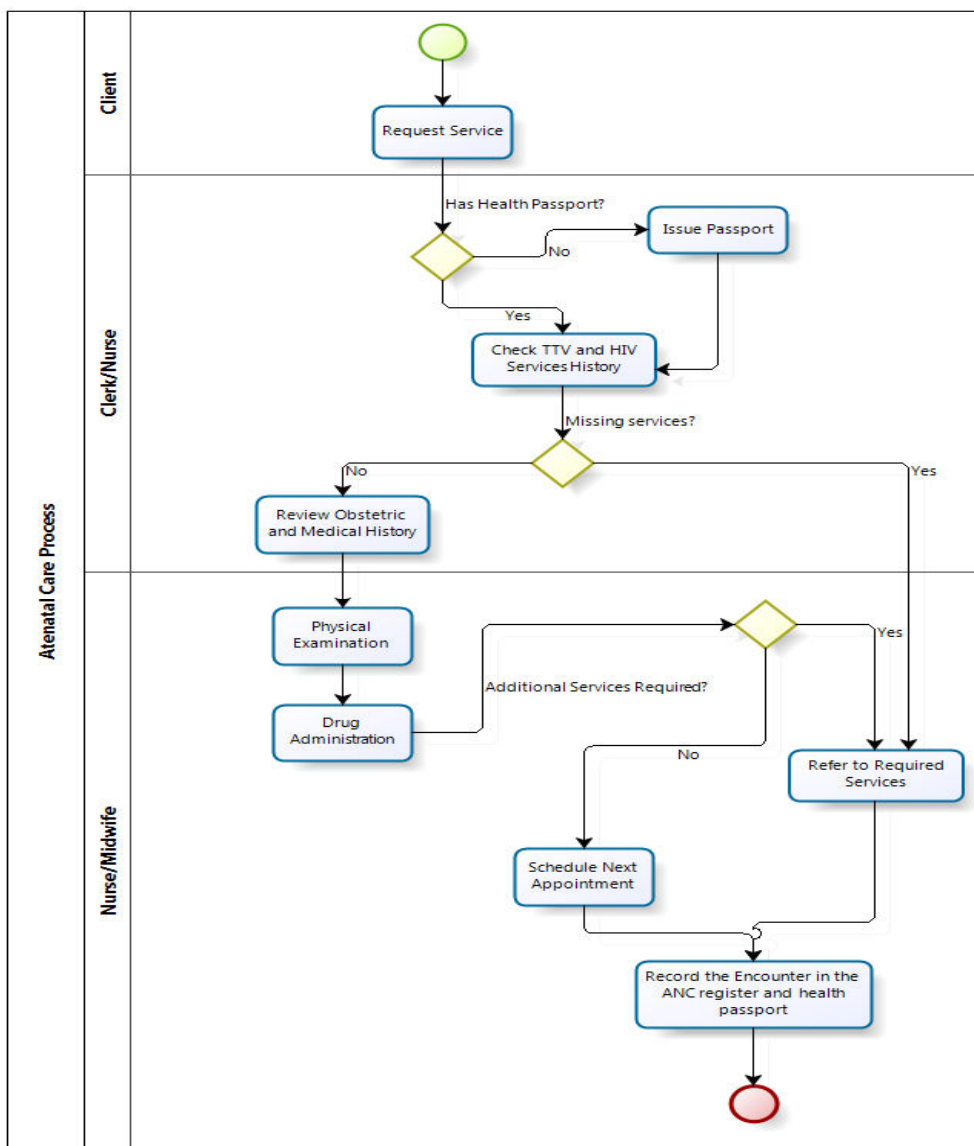 Atenatal Care Process
Client
Request Service
Clerk/Nurse
Has Health Passport?
No
Issue Passport
Yes
Check TTV and HIV
Services History
Missing services?
No
Yes
Review Obstetric
and Medical History
Nurse/Midwife
Physical
Examination
Drug
Administration
Additional Services Required?
Yes
No
Refer to Required
Services
Schedule Next
Appointment
Record the Encounter in the
ANC register and health
passport